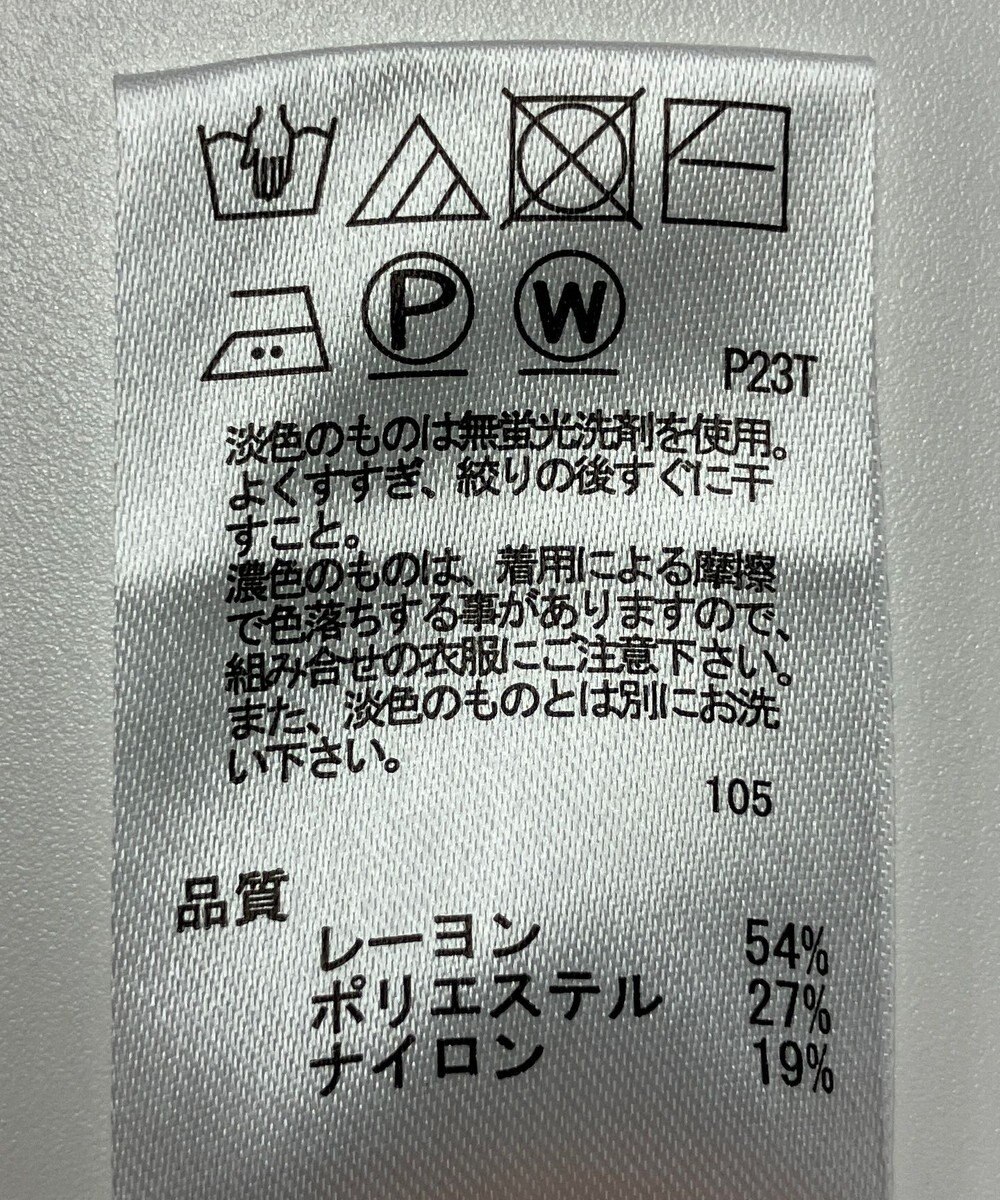 P W
P23T
淡色のものは無蛍光洗剤を使用。
よくすすぎ、絞りの後すぐに干
すこと。
濃色のものは、着用による摩擦
で色落ちする事がありますので、
組み合せの衣服にご注意下さい。
また、淡色のものとは別にお洗
い下さい。
105
品質
レーヨン 54%
ポリエステル 27%
ナイロン 19%